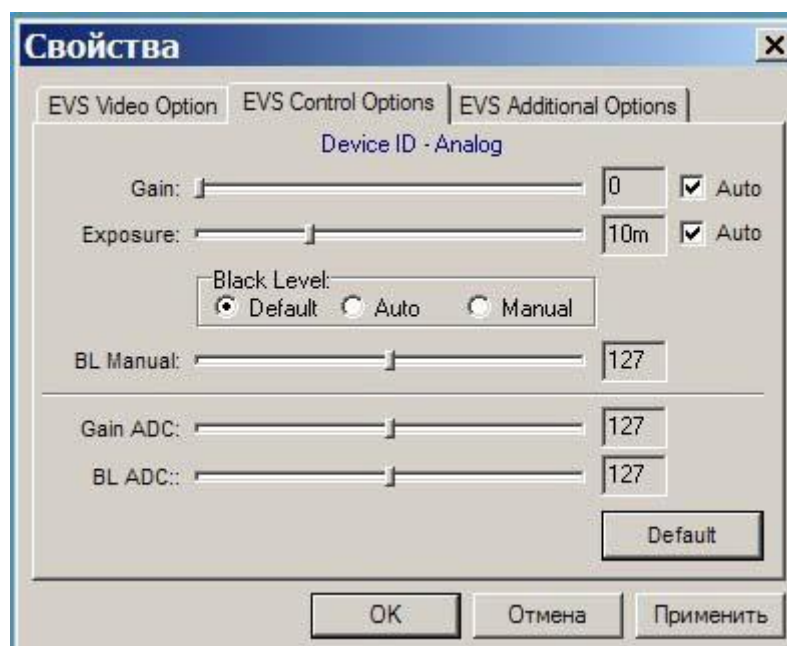 Свойства
EVS Video Option EVS Control Options EVS Additional Options
Device ID - Analog
Gain: 0 Auto
Exposure: 10m Auto
Black Level:
Default Auto Manual
BL Manual: 127
Gain ADC: 127
BL ADC:: 127
Default
OK Отмена Применить